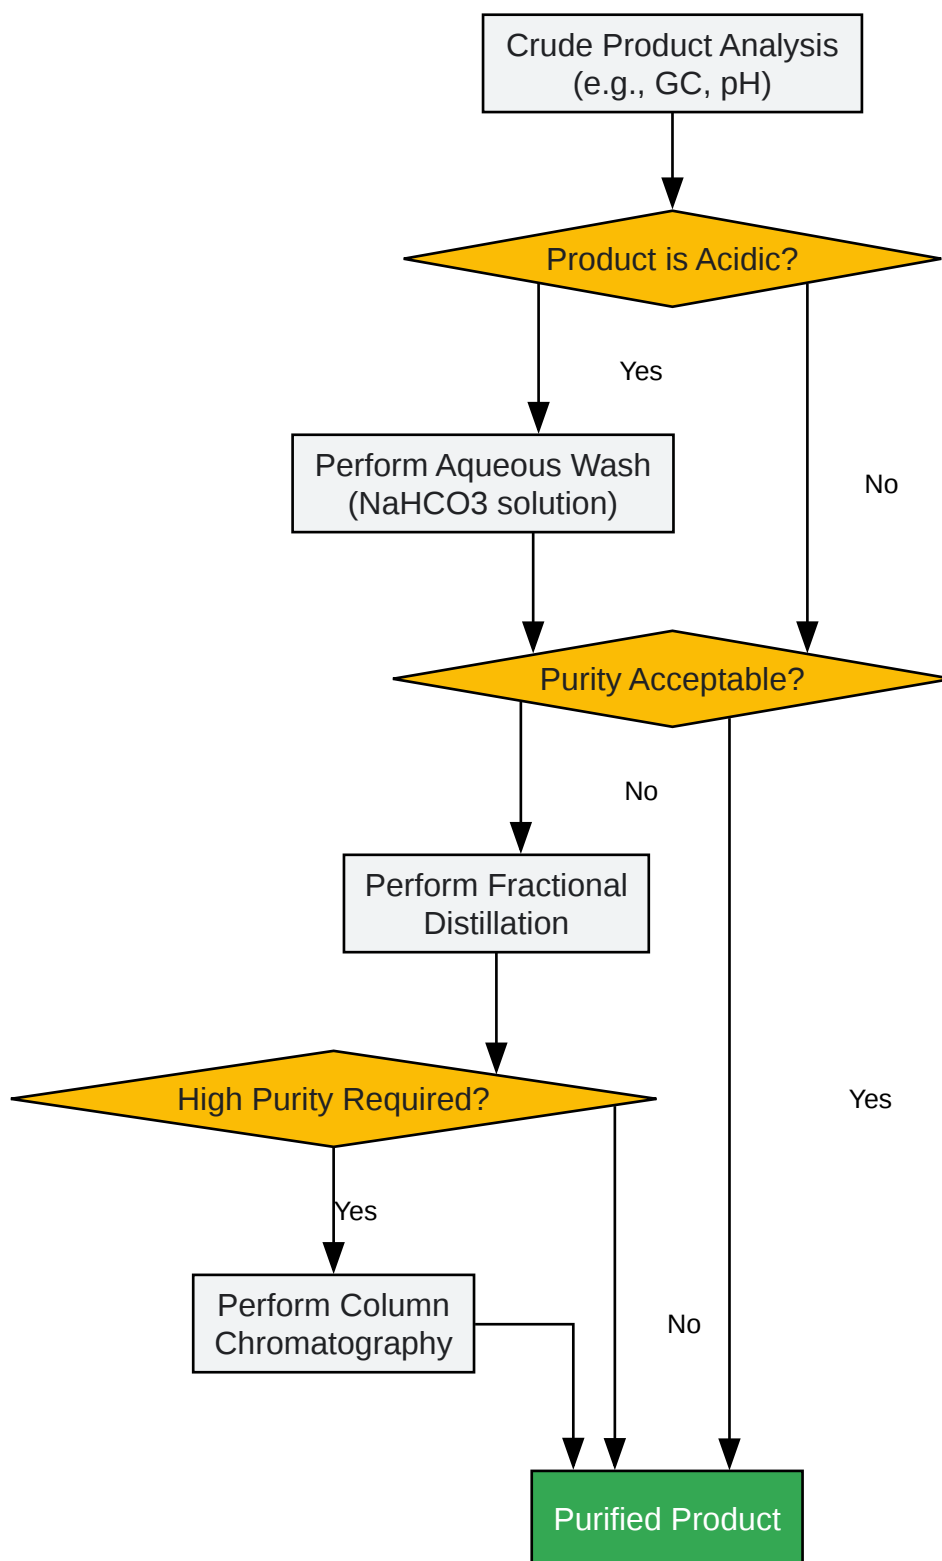 Crude Product Analysis
(e.g., GC, pH)
Product is Acidic?
Yes
Perform Aqueous Wash
(NaHCO3 solution)
No
Purity Acceptable?
No
Perform Fractional
Distillation
High Purity Required?
Yes
Yes
Perform Column
Chromatography
No
Purified Product